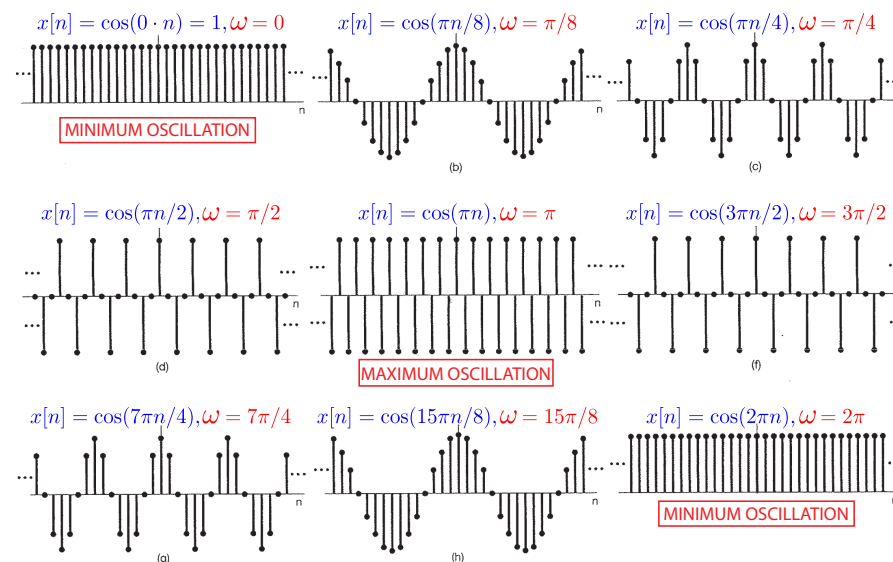 x[n] = cos(0 · n) = 1, ω = 0
x[n] = cos(πn/8), ω = π/8
x[n] = cos(πn/4), ω = π/4
n
n
n
MINIMUM OSCILLATION
(b)
(c)
x[n] = cos(πn/2), ω = π/2
x[n] = cos(πn), ω = π
x[n] = cos(3πn/2), ω = 3π/2
n
n
n
(d)
MAXIMUM OSCILLATION
(f)
x[n] = cos(7πn/4), ω = 7π/4
x[n] = cos(15πn/8), ω = 15π/8
x[n] = cos(2πn), ω = 2π
n
n
MINIMUM OSCILLATION
(g)
(h)